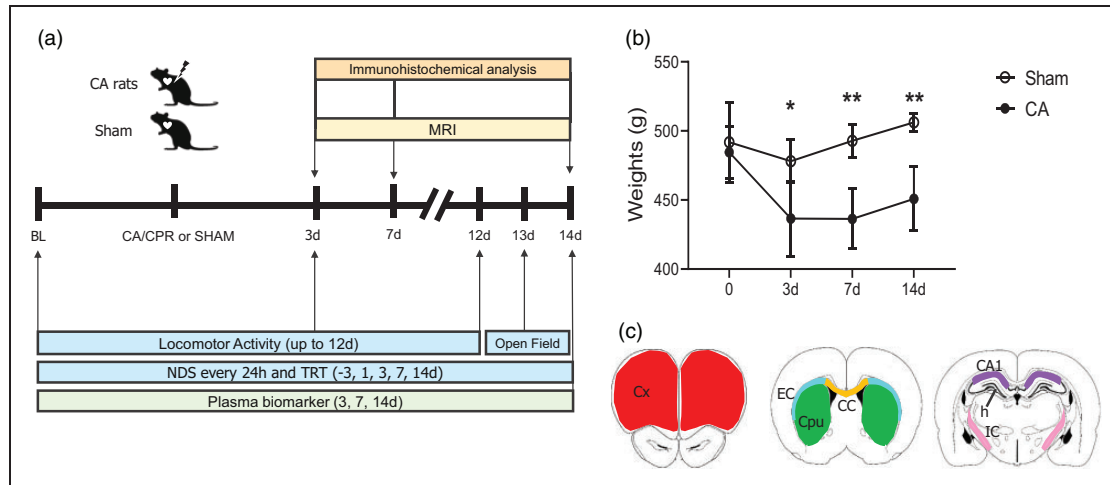 (a)
CA rats
Sham
Immunohistochemical analysis
MRI
BL
CA/CPR or SHAM
3d
7d
12d
13d
14d
Locomotor Activity (up to 12d)
Open Field
NDS every 24h and TRT (-3, 1, 3, 7, 14d)
Plasma biomarker (3, 7, 14d)
(b)
Weights (g)
550
500
450
400
0
3d
7d
14d
*
**
**
Sham
CA
(c)
Cx
EC
CC
Cpu
CA1
h
IC